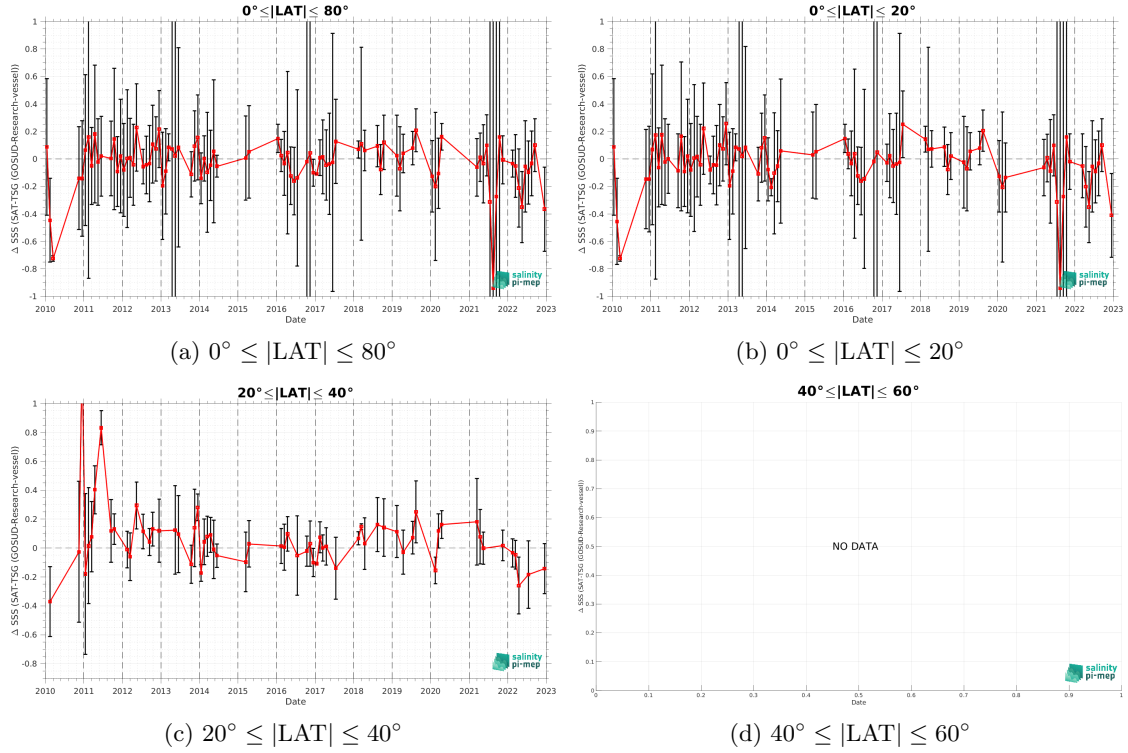 0°≤|LAT|≤ 80°
Δ SSS (SAT-TSG (GOSUD-Research-vessel))
1
0.8
0.6
0.4
0.2
0
-0.2
-0.4
-0.6
-0.8
-1
2010 2011 2012 2013 2014 2015 2016 2017 2018 2019 2020 2021 2022 2023
Date
salinity
pi-mep
(a) 0° ≤ |LAT| ≤ 80°
0°≤|LAT|≤ 20°
Δ SSS (SAT-TSG (GOSUD-Research-vessel))
1
0.8
0.6
0.4
0.2
0
-0.2
-0.4
-0.6
-0.8
-1
2010 2011 2012 2013 2014 2015 2016 2017 2018 2019 2020 2021 2022 2023
Date
salinity
pi-mep
(b) 0° ≤ |LAT| ≤ 20°
20°≤|LAT|≤ 40°
Δ SSS (SAT-TSG (GOSUD-Research-vessel))
1
0.8
0.6
0.4
0.2
0
-0.2
-0.4
-0.6
-0.8
2010 2011 2012 2013 2014 2015 2016 2017 2018 2019 2020 2021 2022 2023
Date
salinity
pi-mep
(c) 20° ≤ |LAT| ≤ 40°
40°≤|LAT|≤ 60°
Δ SSS (SAT-TSG (GOSUD-Research-vessel))
1
0.9
0.8
0.7
0.6
0.5
0.4
0.3
0.2
0.1
0
NO DATA
0 0.1 0.2 0.3 0.4 0.5 0.6 0.7 0.8 0.9 1
Date
salinity
pi-mep
(d) 40° ≤ |LAT| ≤ 60°